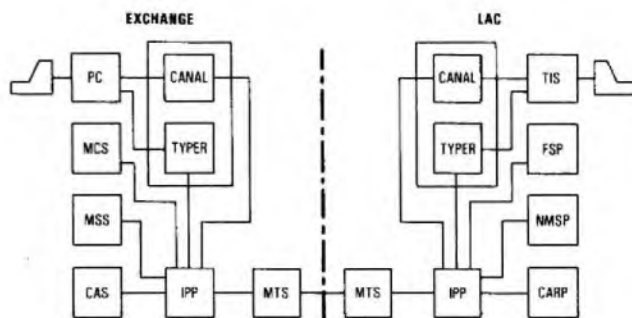 EXCHANGE LAC
PC CANAL CANAL TIS
MCS TYPER TYPER FSP
MSS NMSP
CAS IPP MTS MTS IPP CARP